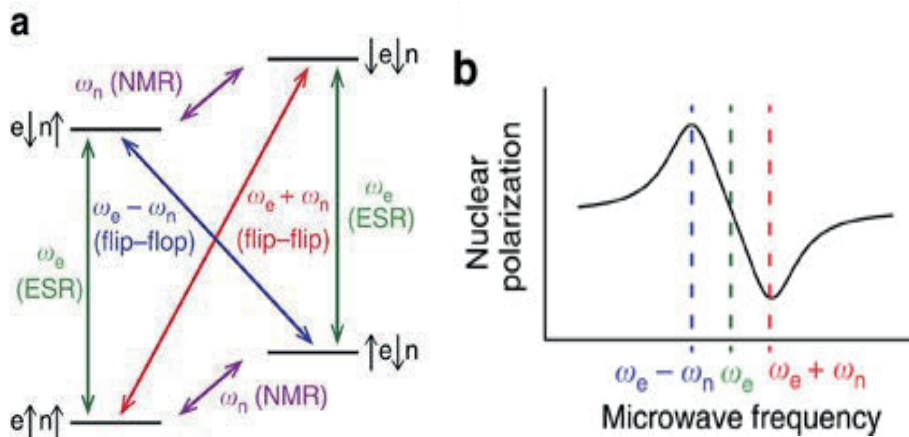 a
↓e↓n
ωn (NMR)
e↓n↑
ωe − ωn
(flip–flop)
ωe + ωn
(flip–flip)
ωe
(ESR)
ωe
(ESR)
↑e↓n
ωn (NMR)
e↑n↑
b
Nuclear
polarization
ωe − ωn ωe ωe + ωn
Microwave frequency